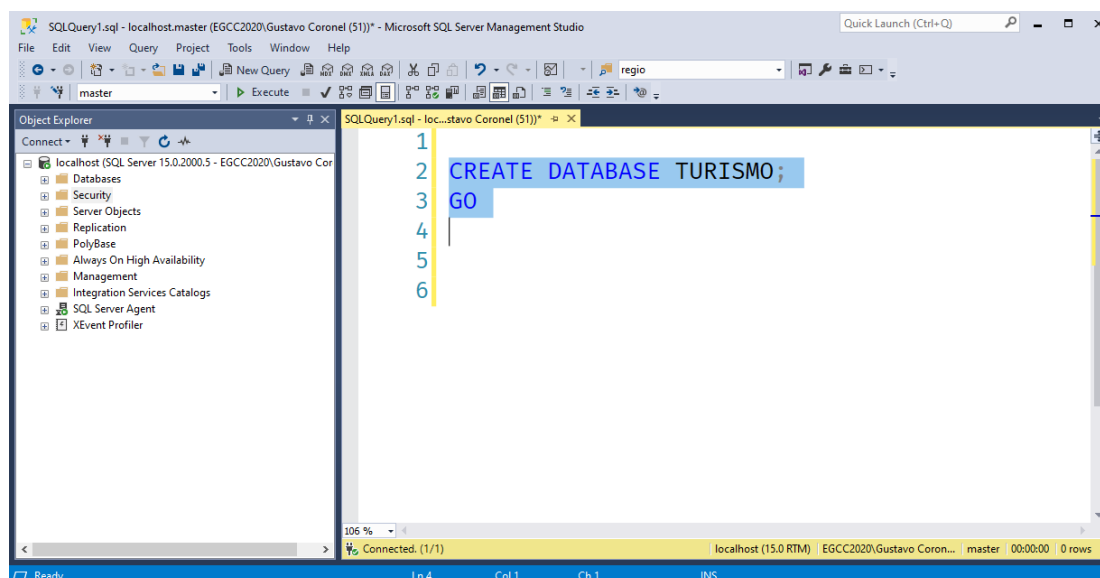 SQLQuery1.sql - localhost.master (EGCC2020\Gustavo Coronel (51))* - Microsoft SQL Server Management Studio
Quick Launch (Ctrl+Q)
File Edit View Query Project Tools Window Help
New Query MDX DMX XMLA DAX regio
master Execute
Object Explorer
SQLQuery1.sql - loc...stavo Coronel (51))*
Connect
localhost (SQL Server 15.0.2000.5 - EGCC2020\Gustavo Cor
Databases
Security
Server Objects
Replication
PolyBase
Always On High Availability
Management
Integration Services Catalogs
SQL Server Agent
XEvent Profiler
1
2 CREATE DATABASE TURISMO;
3 GO
4
5
6
106 %
Connected. (1/1) localhost (15.0 RTM) EGCC2020\Gustavo Coron... master 00:00:00 0 rows
Ready Ln 4 Col 1 Ch 1 INS